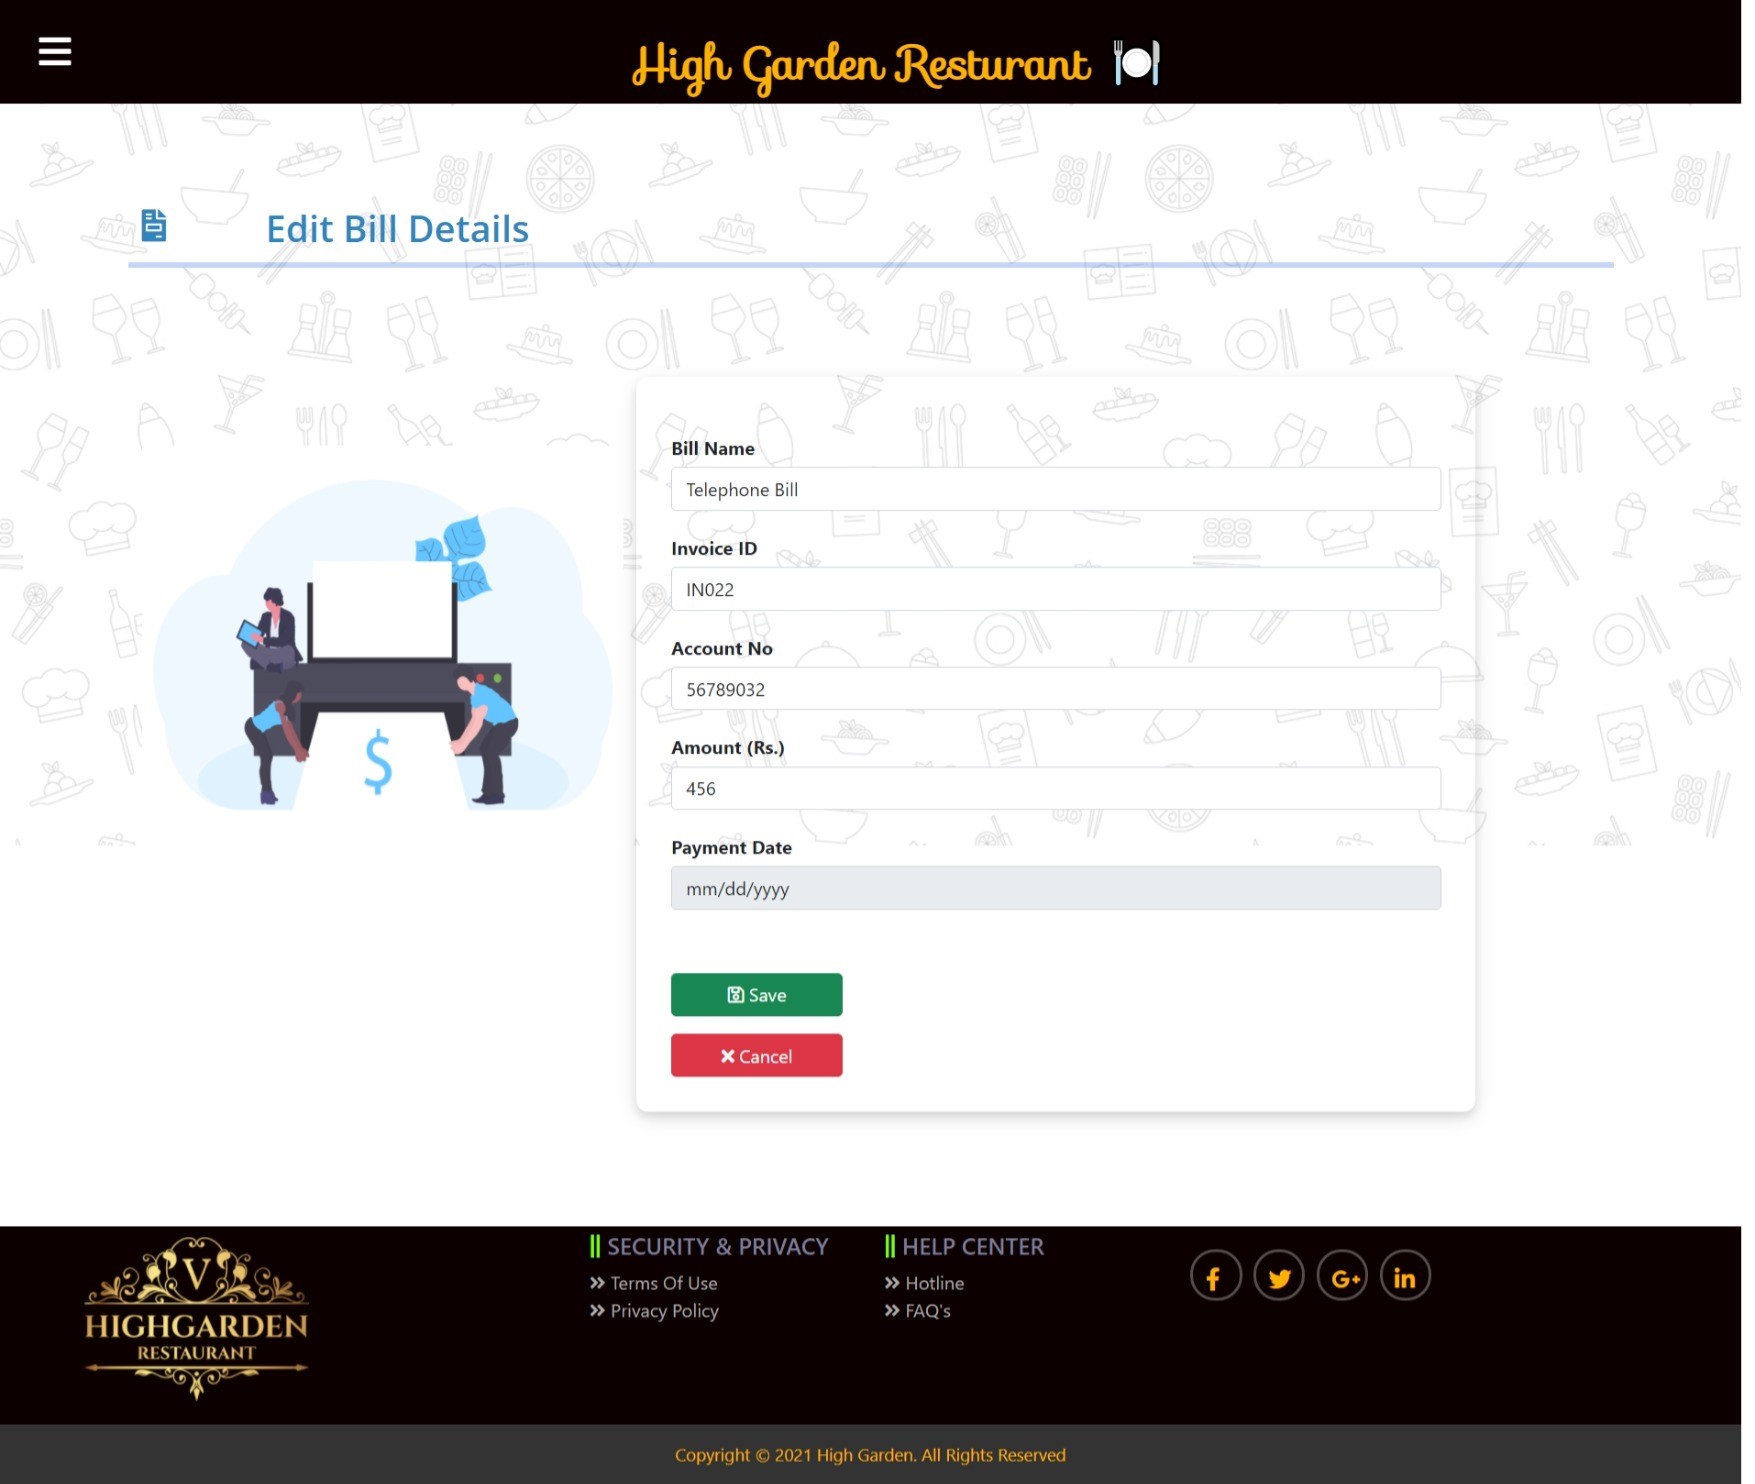 High Garden Resturant
Edit Bill Details
Bill Name
Telephone Bill
Invoice ID
IN022
Account No
56789032
Amount (Rs.)
456
Payment Date
mm/dd/yyyy
Save
Cancel
$
V
HIGHGARDEN
RESTAURANT
SECURITY & PRIVACY
Terms Of Use
Privacy Policy
HELP CENTER
Hotline
FAQ's
f
G+
in
Copyright © 2021 High Garden. All Rights Reserved